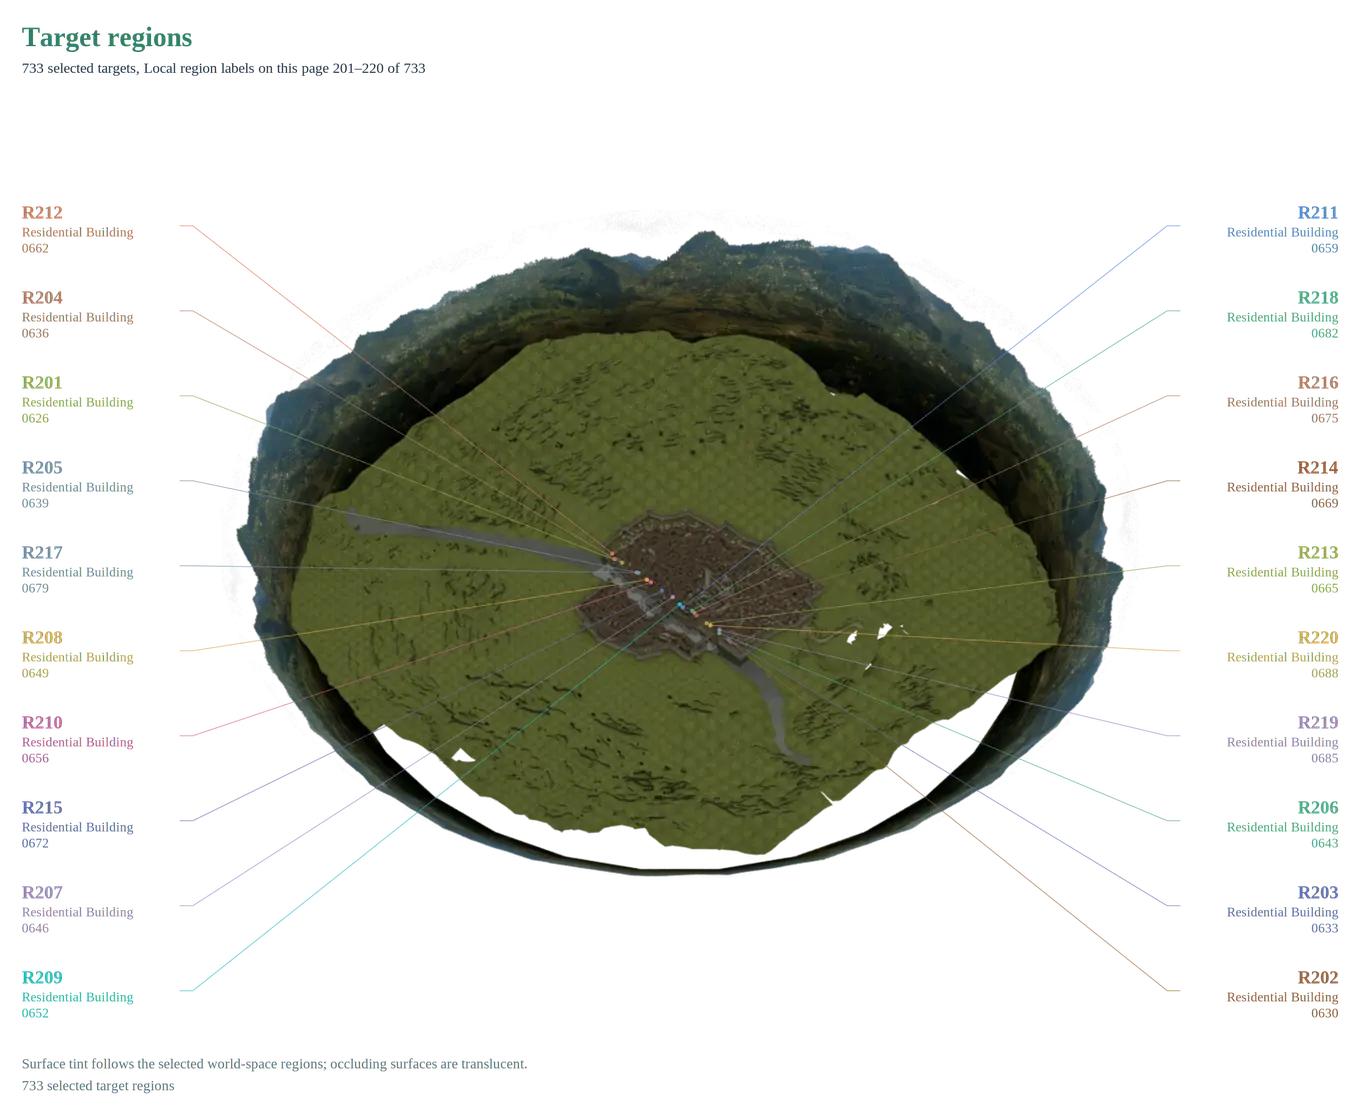 Target regions
733 selected targets, Local region labels on this page 201–220 of 733
R212
Residential Building
0662
R204
Residential Building
0636
R201
Residential Building
0626
R205
Residential Building
0639
R217
Residential Building
0679
R208
Residential Building
0649
R210
Residential Building
0656
R215
Residential Building
0672
R207
Residential Building
0646
R209
Residential Building
0652
R211
Residential Building
0659
R218
Residential Building
0682
R216
Residential Building
0675
R214
Residential Building
0669
R213
Residential Building
0665
R220
Residential Building
0688
R219
Residential Building
0685
R206
Residential Building
0643
R203
Residential Building
0633
R202
Residential Building
0630
Surface tint follows the selected world-space regions; occluding surfaces are translucent.
733 selected target regions